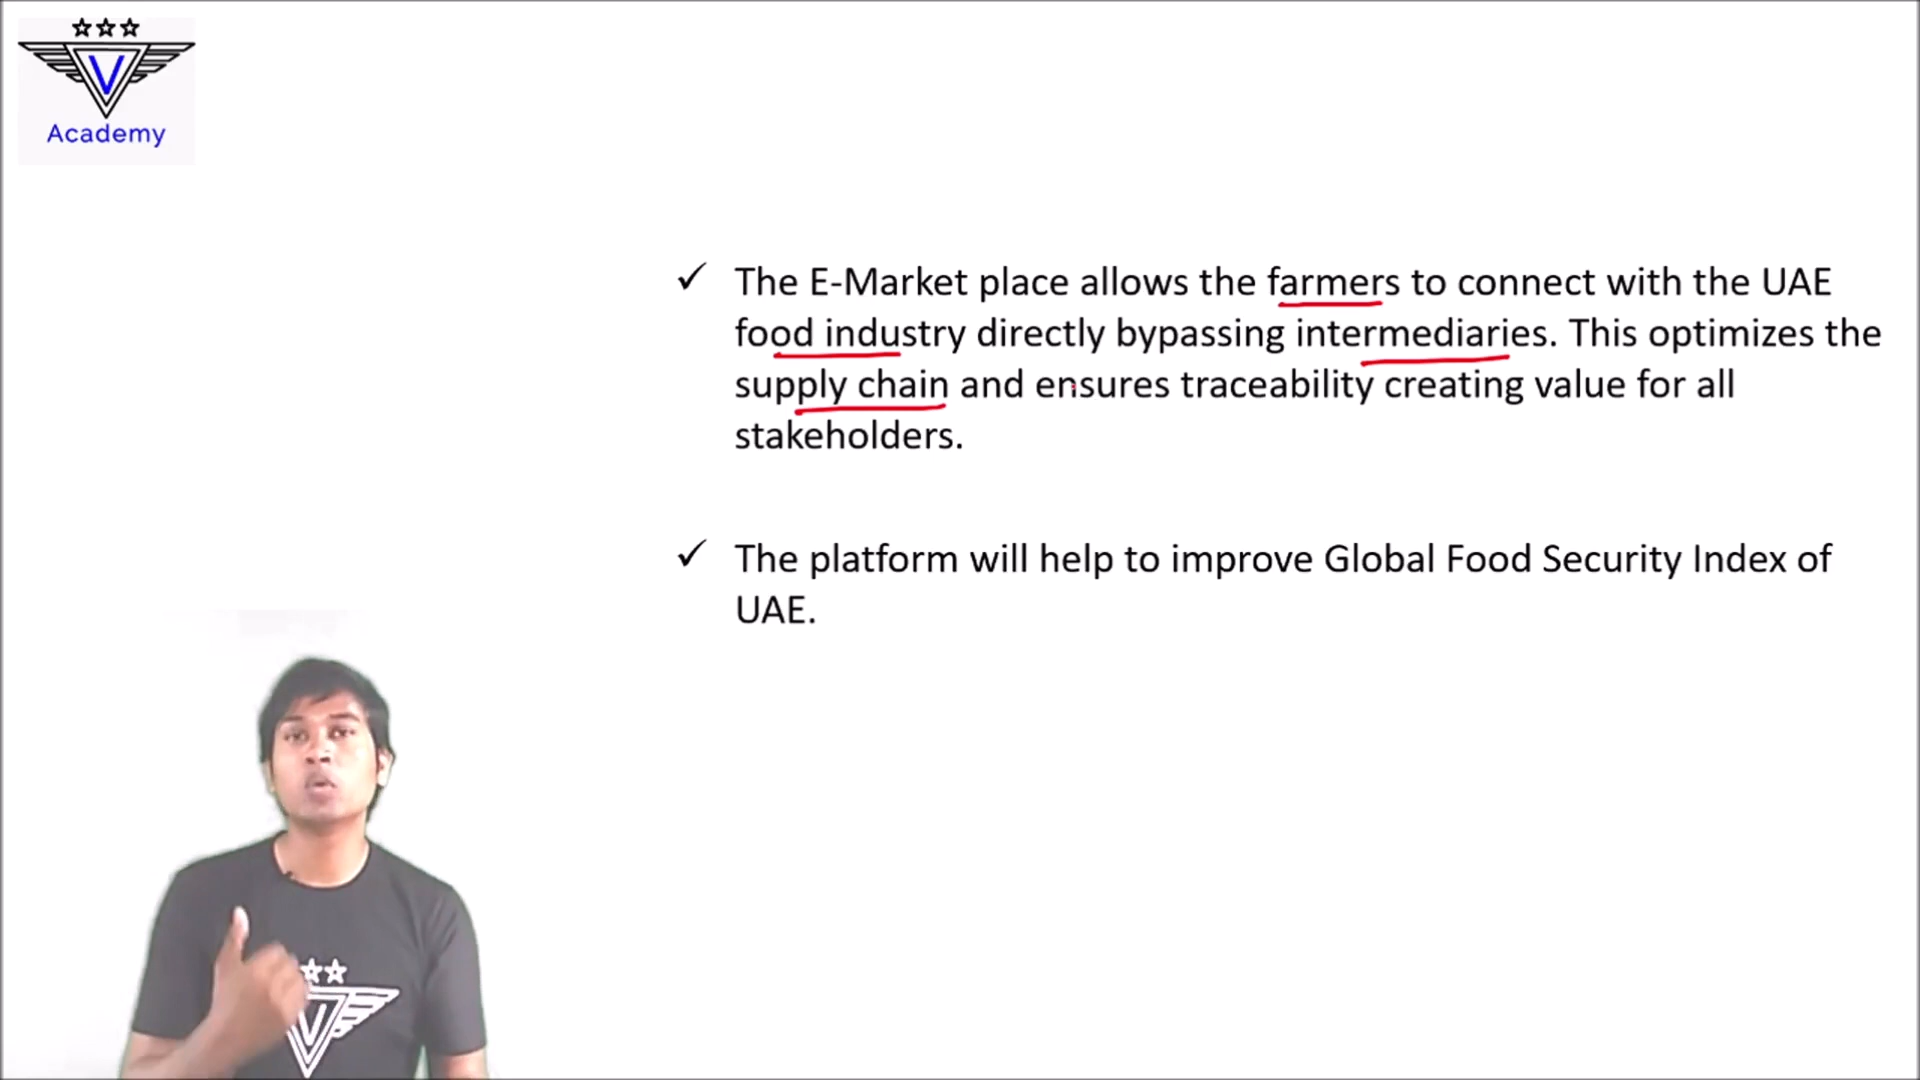 V
Academy
The E-Market place allows the farmers to connect with the UAE
food industry directly bypassing intermediaries. This optimizes the
supply chain and ensures traceability creating value for all
stakeholders.
The platform will help to improve Global Food Security Index of
UAE.
V